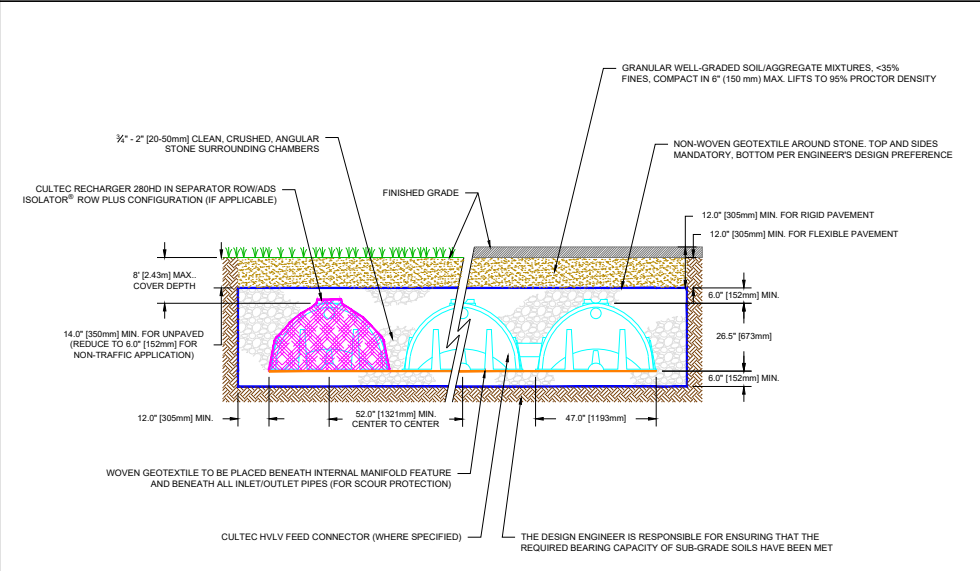 GRANULAR WELL-GRADED SOIL/AGGREGATE MIXTURES, <35%
FINES, COMPACT IN 6" (150 mm) MAX. LIFTS TO 95% PROCTOR DENSITY
¾" - 2" [20-50mm] CLEAN, CRUSHED, ANGULAR
STONE SURROUNDING CHAMBERS
NON-WOVEN GEOTEXTILE AROUND STONE. TOP AND SIDES
MANDATORY, BOTTOM PER ENGINEER'S DESIGN PREFERENCE
CULTEC RECHARGER 280HD IN SEPARATOR ROW/ADS
ISOLATOR® ROW PLUS CONFIGURATION (IF APPLICABLE)
FINISHED GRADE
12.0" [305mm] MIN. FOR RIGID PAVEMENT
12.0" [305mm] MIN. FOR FLEXIBLE PAVEMENT
8' [2.43m] MAX..
COVER DEPTH
6.0" [152mm] MIN.
14.0" [350mm] MIN. FOR UNPAVED
(REDUCE TO 6.0" [152mm] FOR
NON-TRAFFIC APPLICATION)
26.5" [673mm]
6.0" [152mm] MIN.
12.0" [305mm] MIN.
52.0" [1321mm] MIN.
CENTER TO CENTER
47.0" [1193mm]
WOVEN GEOTEXTILE TO BE PLACED BENEATH INTERNAL MANIFOLD FEATURE
AND BENEATH ALL INLET/OUTLET PIPES (FOR SCOUR PROTECTION)
CULTEC HVLV FEED CONNECTOR (WHERE SPECIFIED)
THE DESIGN ENGINEER IS RESPONSIBLE FOR ENSURING THAT THE
REQUIRED BEARING CAPACITY OF SUB-GRADE SOILS HAVE BEEN MET